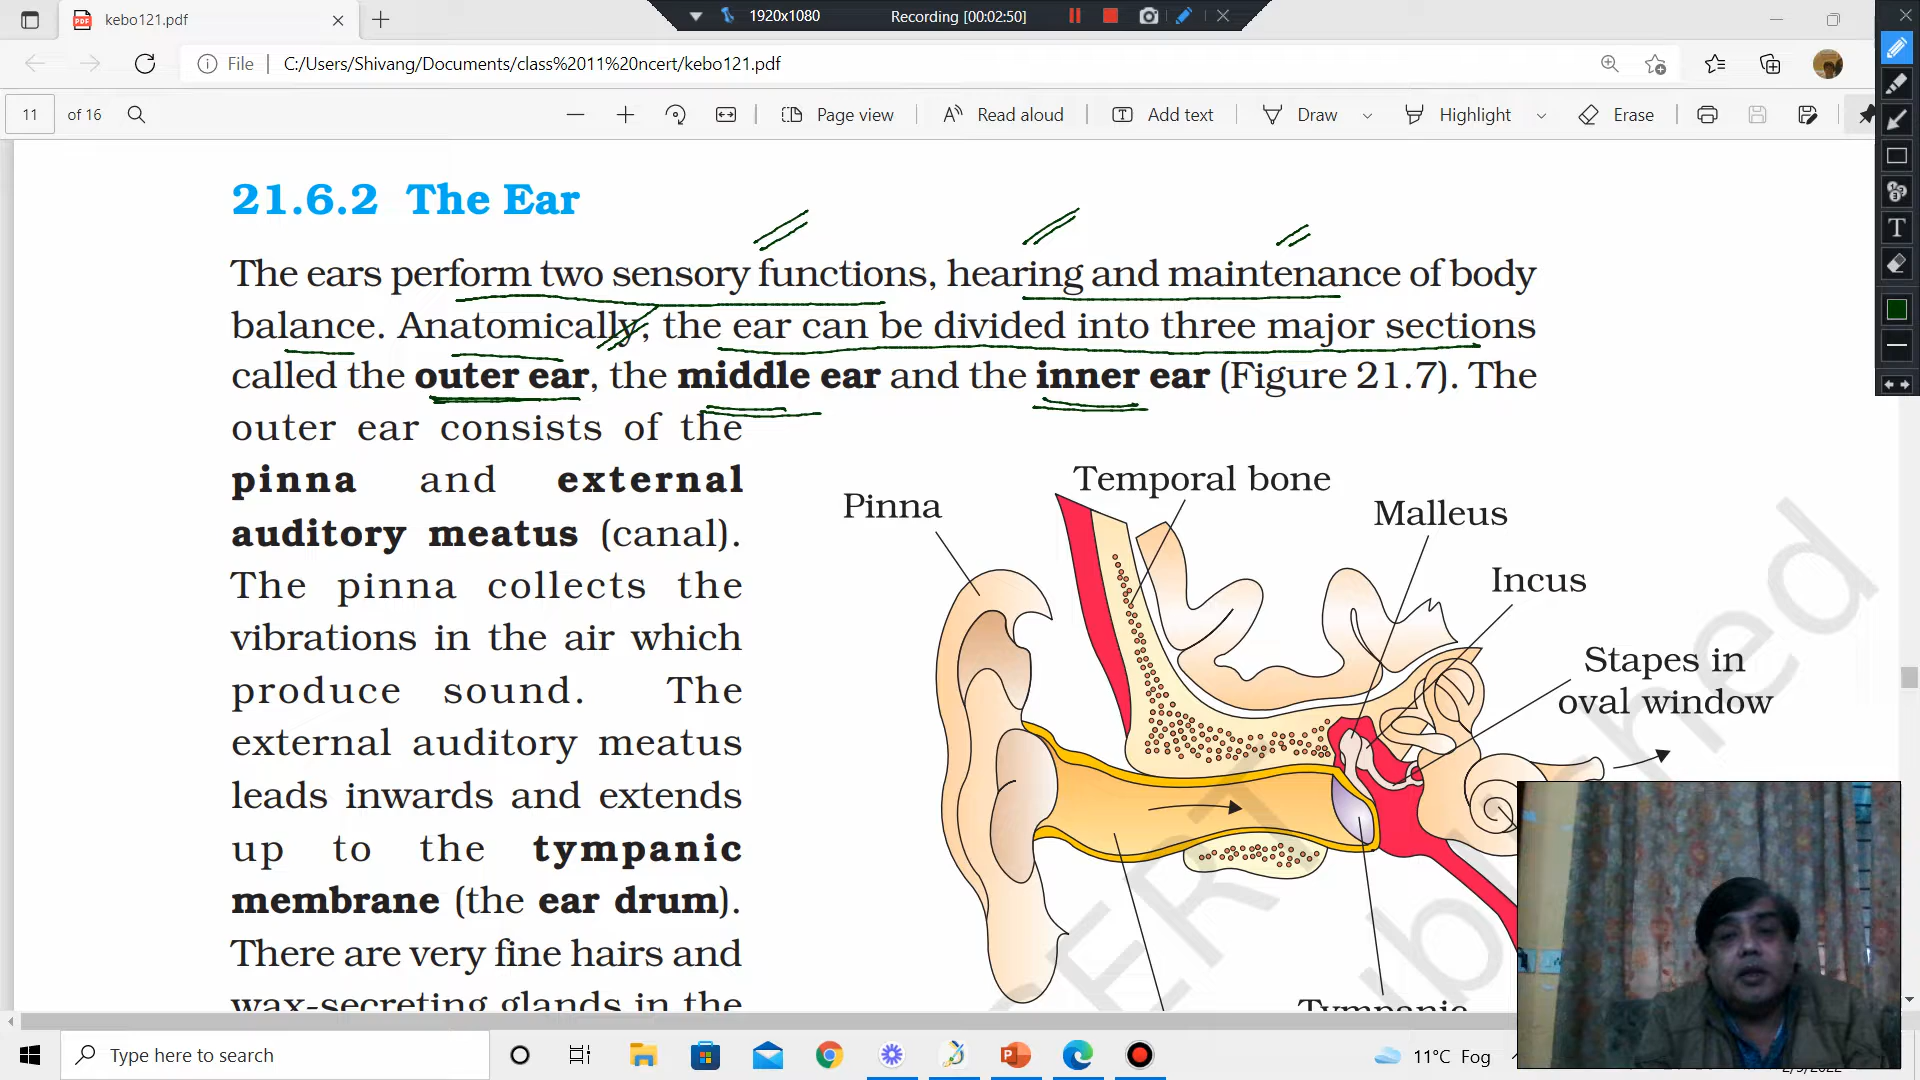 kebo121.pdf
1920x1080
Recording [00:02:50]
File
C:/Users/Shivang/Documents/class%2011%20ncert/kebo121.pdf
11 of 16
Page view
Read aloud
Add text
Draw
Highlight
Erase
21.6.2 The Ear
The ears perform two sensory functions, hearing and maintenance of body
balance. Anatomically, the ear can be divided into three major sections
called the outer ear, the middle ear and the inner ear (Figure 21.7). The
outer ear consists of the
pinna and external
auditory meatus (canal).
The pinna collects the
vibrations in the air which
produce sound. The
external auditory meatus
leads inwards and extends
up to the tympanic
membrane (the ear drum).
There are very fine hairs and
wax-secreting glands in the
Pinna
Temporal bone
Malleus
Incus
Stapes in
oval window
Tympanic
Type here to search
11°C Fog